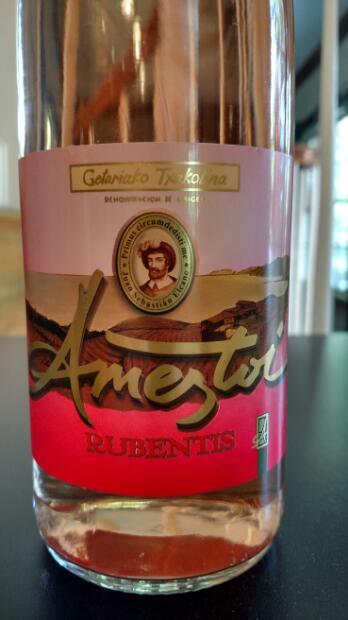 Getariako Txakolina
DENOMINACION DE ORIGEN
Primus circumdedisti me
Juan Sebastián Elcano
Ameztoi
RUBENTIS